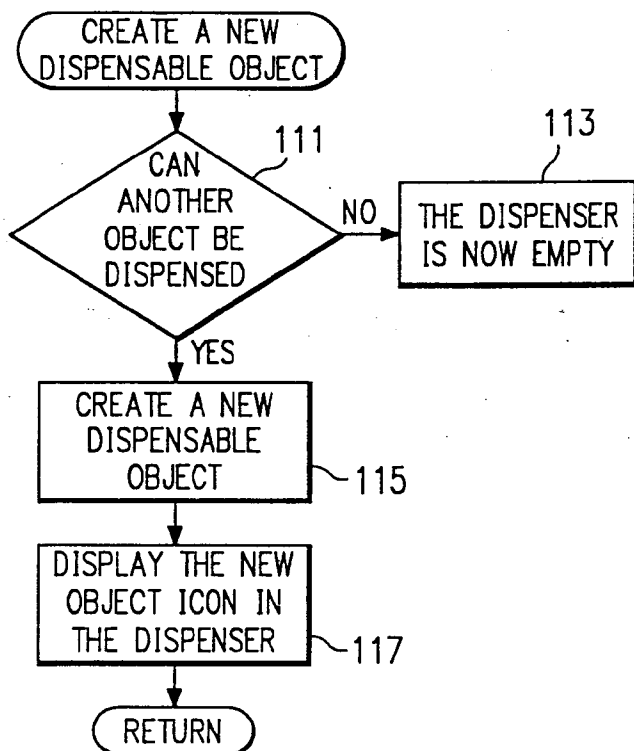 CREATE A NEW
DISPENSABLE OBJECT
111
CAN
ANOTHER
OBJECT BE
DISPENSED
NO
113
THE DISPENSER
IS NOW EMPTY
YES
CREATE A NEW
DISPENSABLE
OBJECT
115
DISPLAY THE NEW
OBJECT ICON IN
THE DISPENSER
117
RETURN